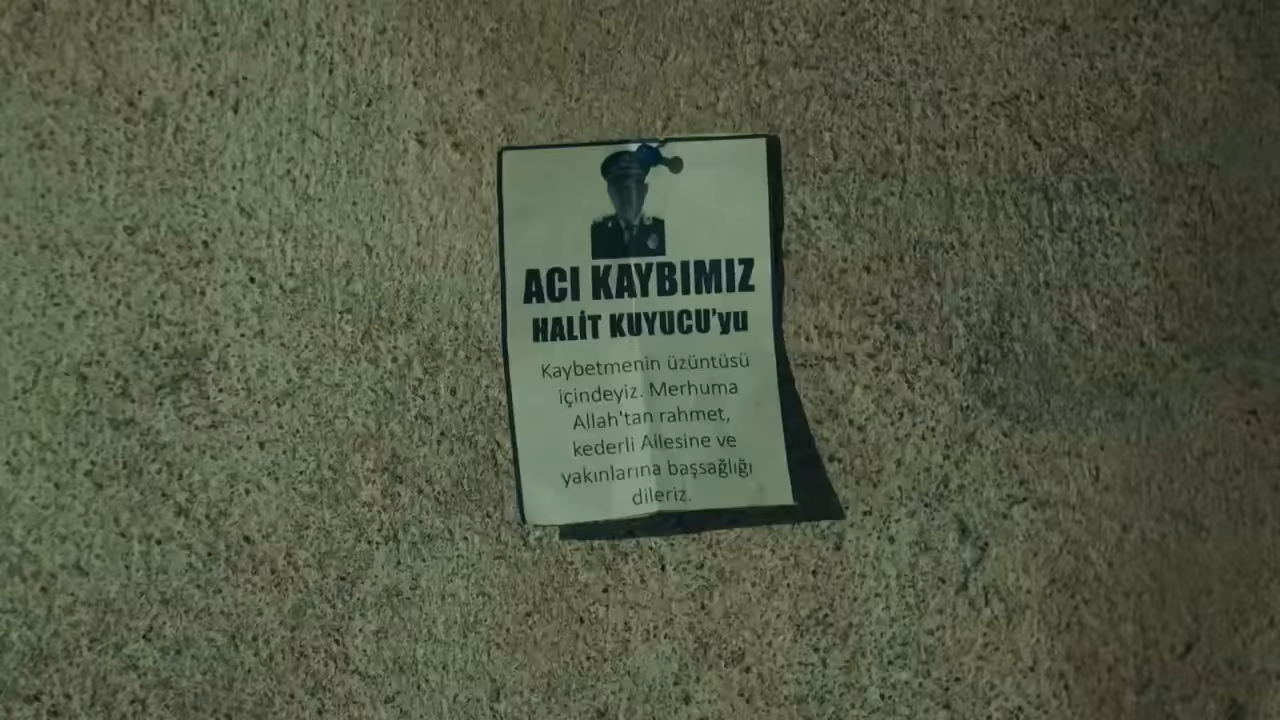 ACI KAYBIMIZ
HALİT KUYUCU'yu
Kaybetmenin üzüntüsü
içindeyiz. Merhuma
Allah'tan rahmet,
kederli Ailesine ve
yakınlarına başsağlığı
dileriz.